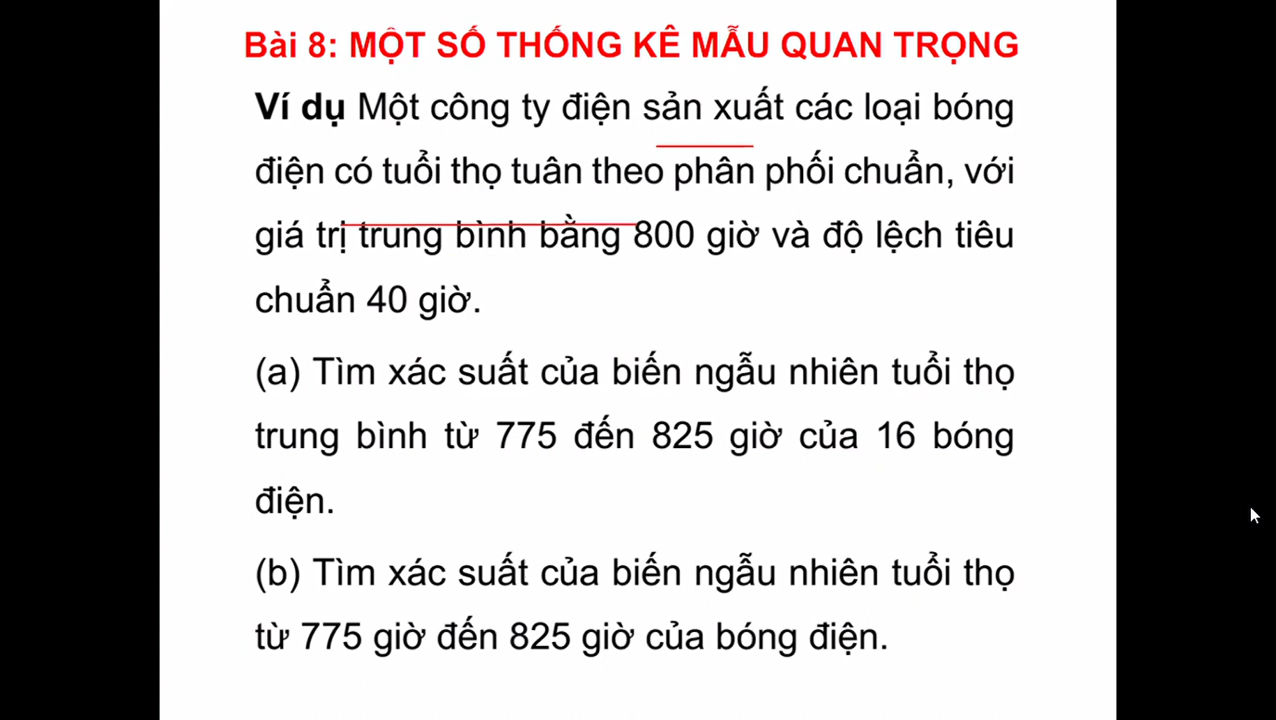 Bài 8: MỘT SỐ THỐNG KÊ MẪU QUAN TRỌNG
Ví dụ Một công ty điện sản xuất các loại bóng
điện có tuổi thọ tuân theo phân phối chuẩn, với
giá trị trung bình bằng 800 giờ và độ lệch tiêu
chuẩn 40 giờ.
(a) Tìm xác suất của biến ngẫu nhiên tuổi thọ
trung bình từ 775 đến 825 giờ của 16 bóng
điện.
(b) Tìm xác suất của biến ngẫu nhiên tuổi thọ
từ 775 giờ đến 825 giờ của bóng điện.